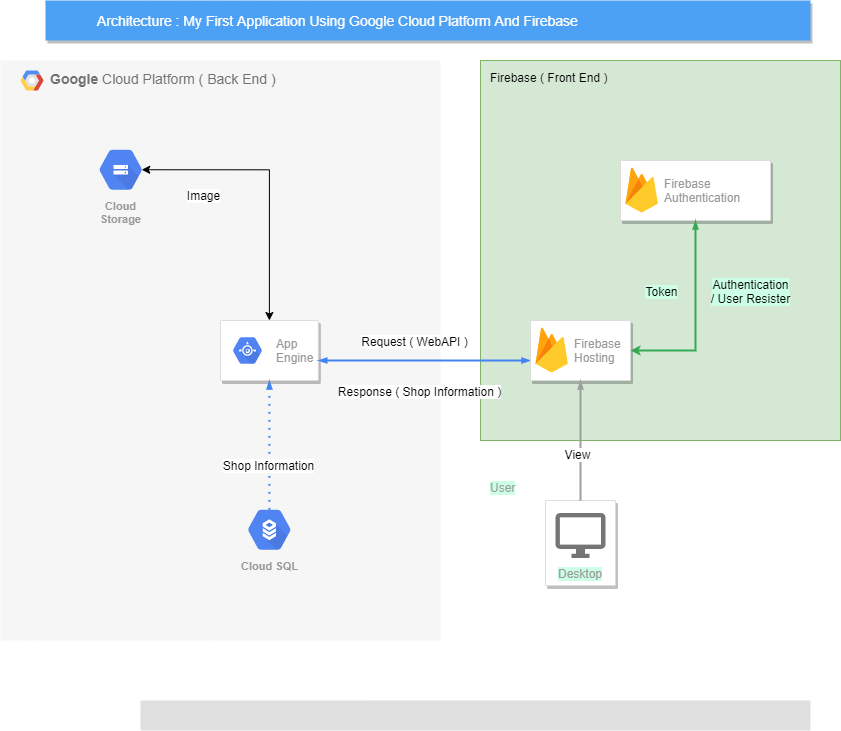 Architecture : My First Application Using Google Cloud Platform And Firebase
Google Cloud Platform ( Back End )
Firebase ( Front End )
Cloud
Storage
Image
Firebase
Authentication
Token
Authentication
/ User Resister
App
Engine
Request ( WebAPI )
Firebase
Hosting
Response ( Shop Information )
Shop Information
View
User
Cloud SQL
Desktop